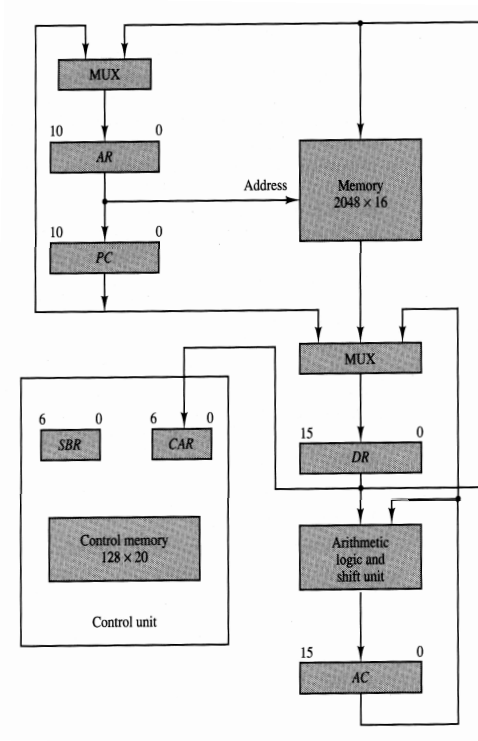 MUX
10 0
AR
Address
Memory
2048 × 16
10 0
PC
MUX
6 0
SBR
6 0
CAR
15 0
DR
Control memory
128 × 20
Arithmetic
logic and
shift unit
Control unit
15 0
AC